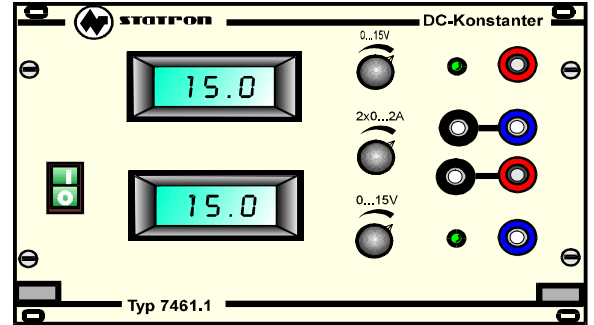 statron DC-Konstanter
0...15V
15.0
2x0...2A
I
O
0...15V
15.0
Typ 7461.1